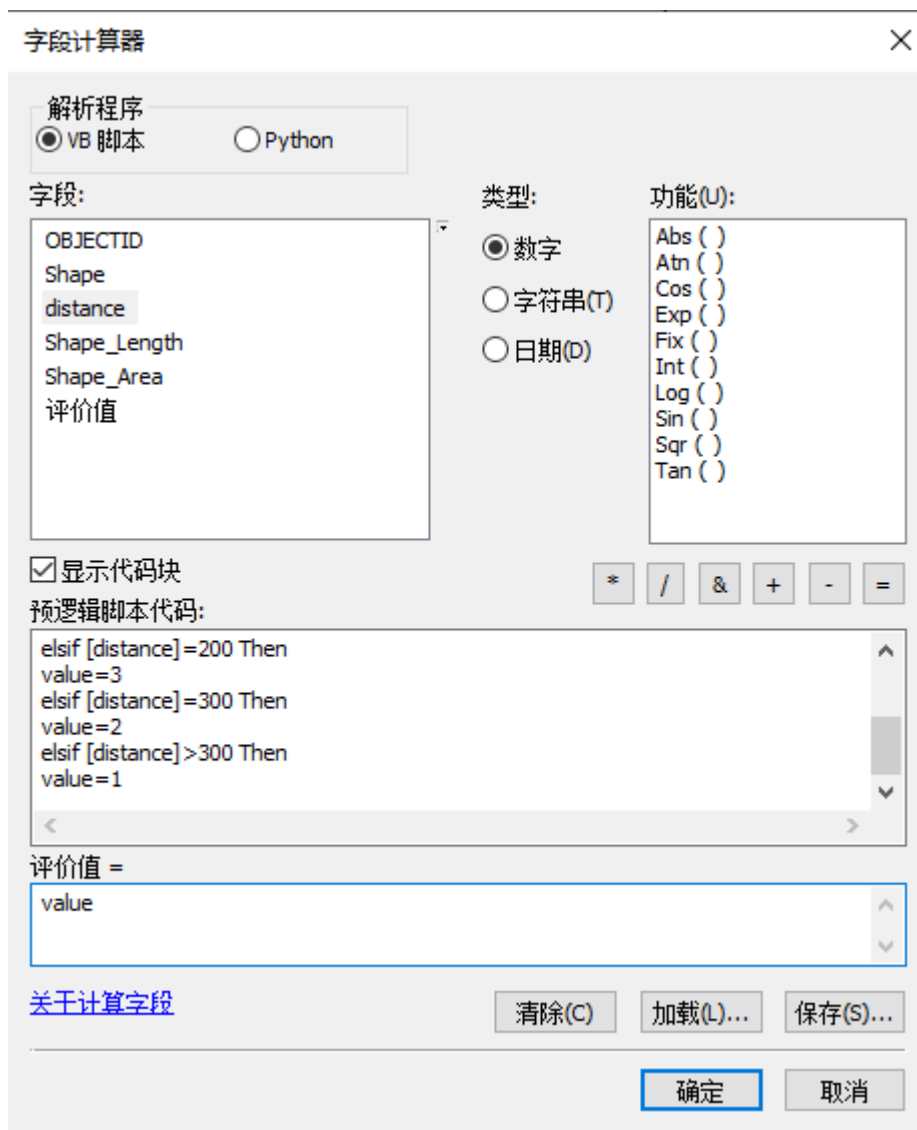 字段计算器
解析程序
VB 脚本
Python
字段:
类型:
功能(U):
OBJECTID
Shape
distance
Shape_Length
Shape_Area
评价值
数字
字符串(T)
日期(D)
Abs ( )
Atn ( )
Cos ( )
Exp ( )
Fix ( )
Int ( )
Log ( )
Sin ( )
Sqr ( )
Tan ( )
显示代码块
* / & + - =
预逻辑脚本代码:
elsif [distance]=200 Then
value=3
elsif [distance]=300 Then
value=2
elsif [distance]>300 Then
value=1
评价值 =
value
关于计算字段
清除(C)
加载(L)...
保存(S)...
确定
取消